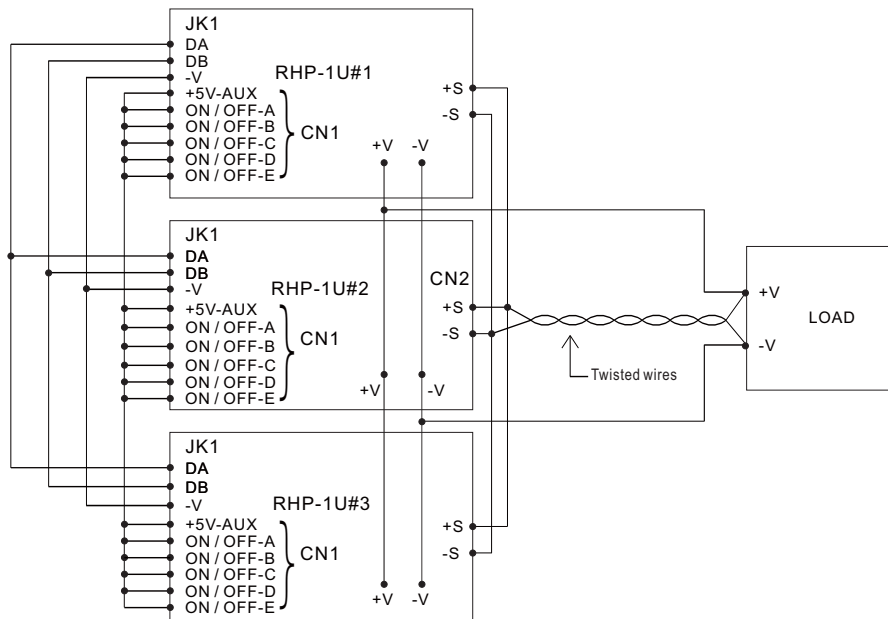 JK1
DA
DB
-V
RHP-1U#1
+5V-AUX
ON / OFF-A
ON / OFF-B
ON / OFF-C
ON / OFF-D
ON / OFF-E
CN1
+S
-S
+V -V
JK1
DA
DB
-V
RHP-1U#2
CN2
+5V-AUX
ON / OFF-A
ON / OFF-B
ON / OFF-C
ON / OFF-D
ON / OFF-E
CN1
+S
-S
+V -V
Twisted wires
+V
-V
LOAD
JK1
DA
DB
-V
RHP-1U#3
+5V-AUX
ON / OFF-A
ON / OFF-B
ON / OFF-C
ON / OFF-D
ON / OFF-E
CN1
+S
-S
+V -V